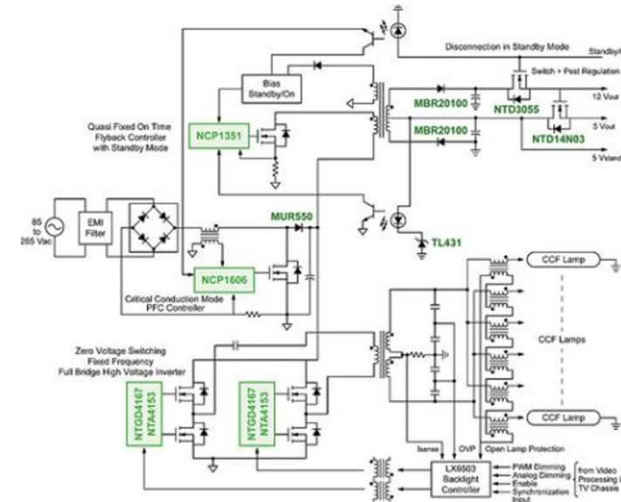 Disconnection in Standby Mode
Standby/
Switch + Post Regulation
Bias
Standby/On
MBR20100
NTD3055
12 Vout
Quasi Fixed On Time
Flyback Controller
with Standby Mode
NCP1351
MBR20100
5 Vout
NTD14N03
5 Vstand
85
to
265 Vac
EMI
Filter
MUR550
TL431
NCP1606
Critical Conduction Mode
PFC Controller
CCF Lamp
CCF Lamps
Zero Voltage Switching
Fixed Frequency
Full Bridge High Voltage Inverter
NTGD4167
NTA4153
NTGD4167
NTA4153
CCF Lamp
Isense
OVP
Open Lamp Protection
LX6503
Backlight
Controller
PWM Dimming
Analog Dimming
Enable
Synchronization
Input
from Video
Processing i
TV Chassis